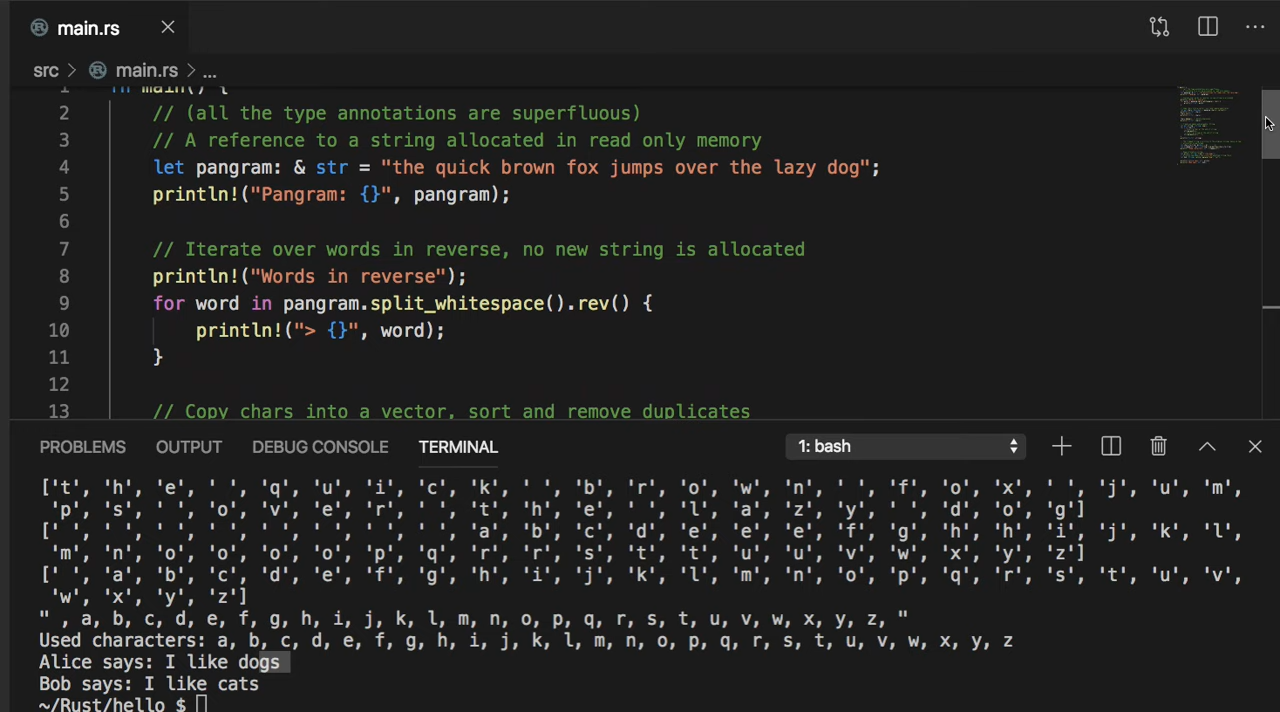 main.rs
src > main.rs > ...
1 fn main() {
2 // (all the type annotations are superfluous)
3 // A reference to a string allocated in read only memory
4 let pangram: & str = "the quick brown fox jumps over the lazy dog";
5 println!("Pangram: {}", pangram);
6
7 // Iterate over words in reverse, no new string is allocated
8 println!("Words in reverse");
9 for word in pangram.split_whitespace().rev() {
10 println!("> {}", word);
11 }
12
13 // Copy chars into a vector, sort and remove duplicates
PROBLEMS OUTPUT DEBUG CONSOLE TERMINAL 1: bash
['t', 'h', 'e', ' ', 'q', 'u', 'i', 'c', 'k', ' ', 'b', 'r', 'o', 'w', 'n', ' ', 'f', 'o', 'x', ' ', 'j', 'u', 'm',
'p', 's', ' ', 'o', 'v', 'e', 'r', ' ', 't', 'h', 'e', ' ', 'l', 'a', 'z', 'y', ' ', 'd', 'o', 'g']
[' ', ' ', ' ', ' ', ' ', ' ', ' ', ' ', 'a', 'b', 'c', 'd', 'e', 'e', 'e', 'f', 'g', 'h', 'h', 'i', 'j', 'k', 'l',
'm', 'n', 'o', 'o', 'o', 'o', 'p', 'q', 'r', 'r', 's', 't', 't', 'u', 'u', 'v', 'w', 'x', 'y', 'z']
[' ', 'a', 'b', 'c', 'd', 'e', 'f', 'g', 'h', 'i', 'j', 'k', 'l', 'm', 'n', 'o', 'p', 'q', 'r', 's', 't', 'u', 'v',
'w', 'x', 'y', 'z']
" , a, b, c, d, e, f, g, h, i, j, k, l, m, n, o, p, q, r, s, t, u, v, w, x, y, z, "
Used characters: a, b, c, d, e, f, g, h, i, j, k, l, m, n, o, p, q, r, s, t, u, v, w, x, y, z
Alice says: I like dogs
Bob says: I like cats
~/Rust/hello $